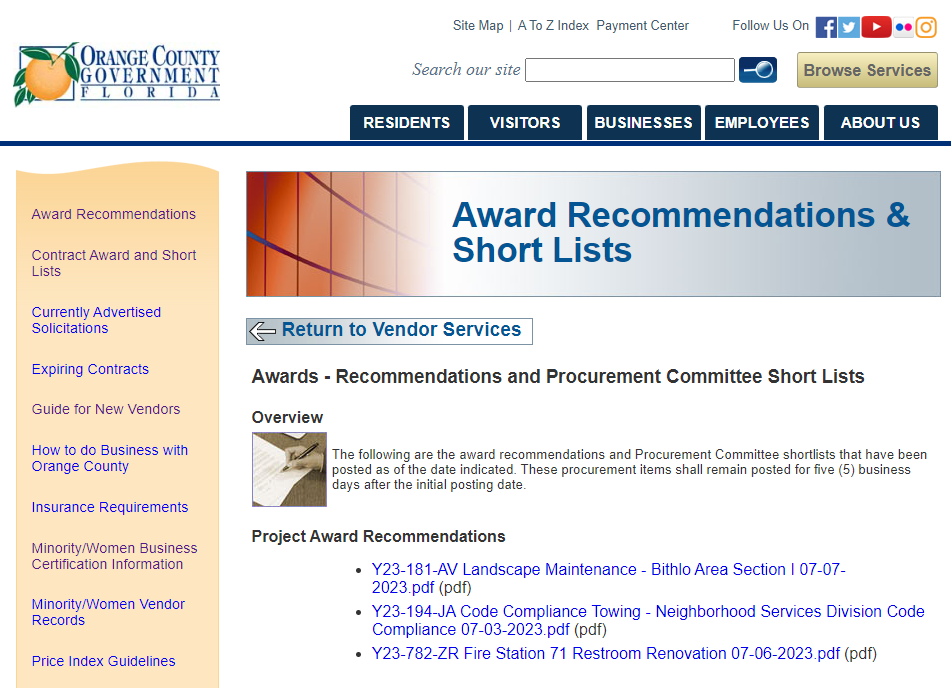 Site Map | A To Z Index Payment Center Follow Us On
ORANGE COUNTY
GOVERNMENT
FLORIDA
Search our site
Browse Services
RESIDENTS VISITORS BUSINESSES EMPLOYEES ABOUT US
Award Recommendations
Contract Award and Short
Lists
Currently Advertised
Solicitations
Expiring Contracts
Guide for New Vendors
How to do Business with
Orange County
Insurance Requirements
Minority/Women Business
Certification Information
Minority/Women Vendor
Records
Price Index Guidelines
Award Recommendations &
Short Lists
Return to Vendor Services
Awards - Recommendations and Procurement Committee Short Lists
Overview
The following are the award recommendations and Procurement Committee shortlists that have been
posted as of the date indicated. These procurement items shall remain posted for five (5) business
days after the initial posting date.
Project Award Recommendations
• Y23-181-AV Landscape Maintenance - Bithlo Area Section I 07-07-
2023.pdf (pdf)
• Y23-194-JA Code Compliance Towing - Neighborhood Services Division Code
Compliance 07-03-2023.pdf (pdf)
• Y23-782-ZR Fire Station 71 Restroom Renovation 07-06-2023.pdf (pdf)